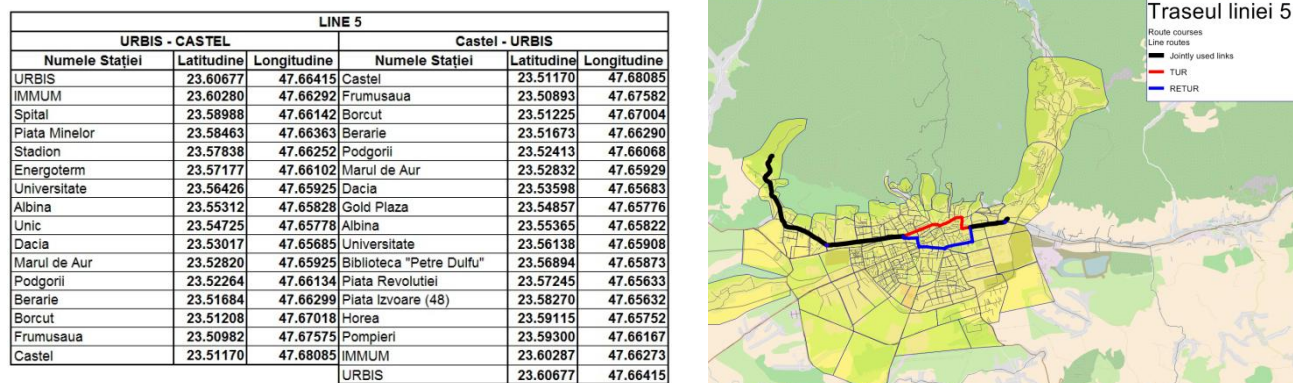 LINE 5
URBIS - CASTEL Castel - URBIS
Numele Stației Latitudine Longitudine Numele Stației Latitudine Longitudine
URBIS 23.60677 47.66415 Castel 23.51170 47.68085
IMMUM 23.60280 47.66292 Frumusaua 23.50893 47.67582
Spital 23.58988 47.66142 Borcut 23.51225 47.67004
Piata Minelor 23.58463 47.66363 Berarie 23.51673 47.66290
Stadion 23.57838 47.66252 Podgorii 23.52413 47.66068
Energoterm 23.57177 47.66102 Marul de Aur 23.52832 47.65929
Universitate 23.56426 47.65925 Dacia 23.53598 47.65683
Albina 23.55312 47.65828 Gold Plaza 23.54857 47.65776
Unic 23.54725 47.65778 Albina 23.55365 47.65822
Dacia 23.53017 47.65685 Universitate 23.56138 47.65908
Marul de Aur 23.52820 47.65925 Biblioteca "Petre Dulfu" 23.56894 47.65873
Podgorii 23.52264 47.66134 Piata Revolutiei 23.57245 47.65633
Berarie 23.51684 47.66299 Piata Izvoare (48) 23.58270 47.65632
Borcut 23.51208 47.67018 Horea 23.59115 47.65752
Frumusaua 23.50982 47.67575 Pompieri 23.59300 47.66167
Castel 23.51170 47.68085 IMMUM 23.60287 47.66273
URBIS 23.60677 47.66415
Traseul liniei 5
Route courses
Line routes
Jointly used links
TUR
RETUR